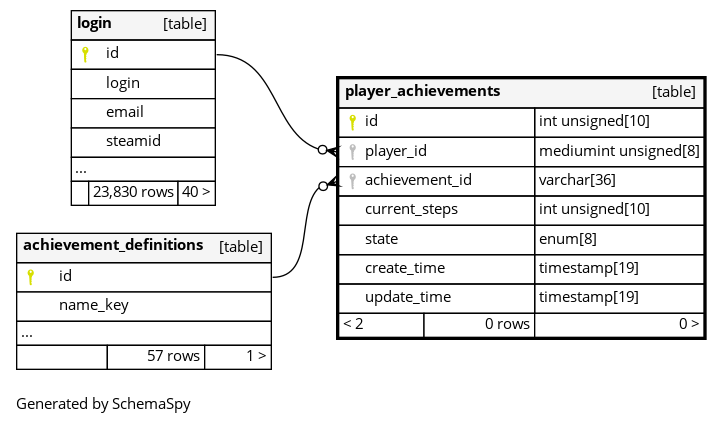 login [table]
id
login
email
steamid
...
23,830 rows 40 >
achievement_definitions [table]
id
name_key
...
57 rows 1 >
player_achievements [table]
id int unsigned[10]
player_id mediumint unsigned[8]
achievement_id varchar[36]
current_steps int unsigned[10]
state enum[8]
create_time timestamp[19]
update_time timestamp[19]
< 2 0 rows 0 >
Generated by SchemaSpy